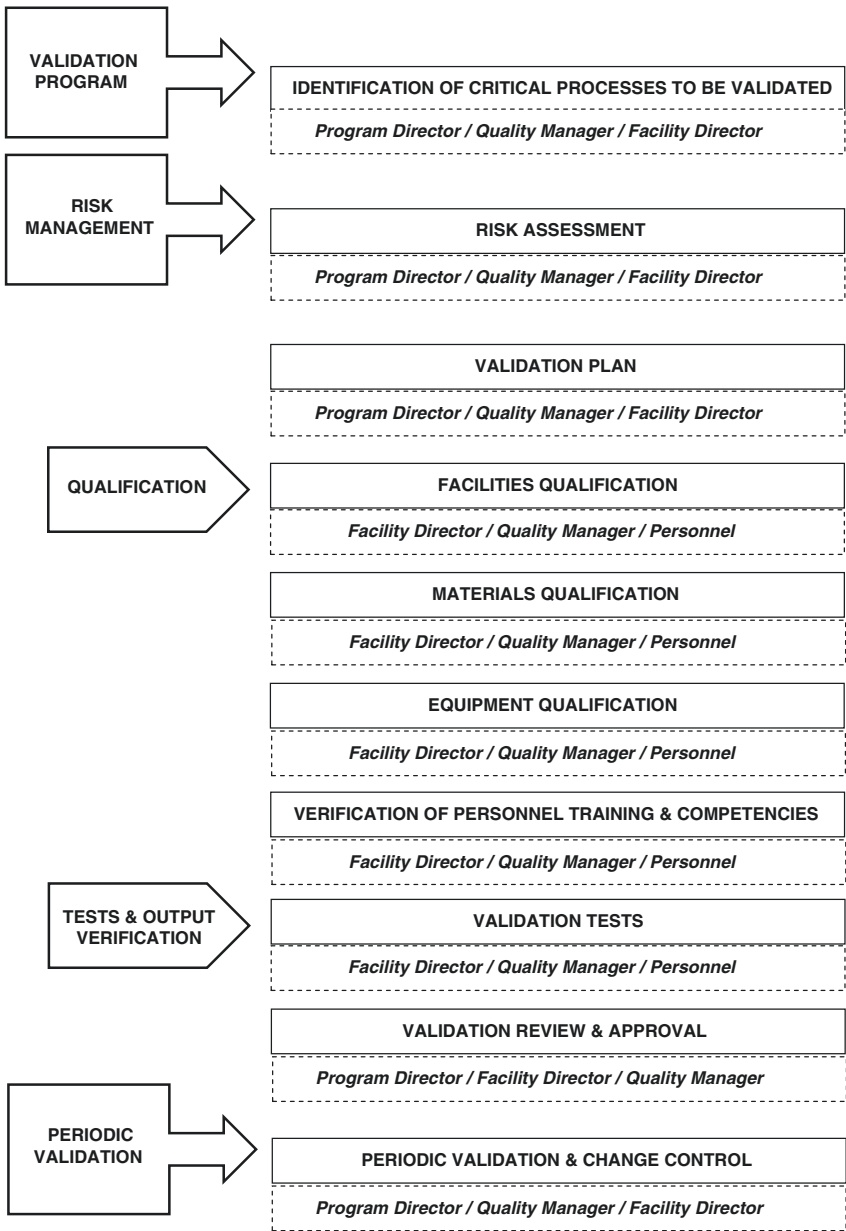 VALIDATION
PROGRAM
IDENTIFICATION OF CRITICAL PROCESSES TO BE VALIDATED
Program Director / Quality Manager / Facility Director
RISK
MANAGEMENT
RISK ASSESSMENT
Program Director / Quality Manager / Facility Director
VALIDATION PLAN
Program Director / Quality Manager / Facility Director
QUALIFICATION
FACILITIES QUALIFICATION
Facility Director / Quality Manager / Personnel
MATERIALS QUALIFICATION
Facility Director / Quality Manager / Personnel
EQUIPMENT QUALIFICATION
Facility Director / Quality Manager / Personnel
VERIFICATION OF PERSONNEL TRAINING & COMPETENCIES
Facility Director / Quality Manager / Personnel
TESTS & OUTPUT
VERIFICATION
VALIDATION TESTS
Facility Director / Quality Manager / Personnel
VALIDATION REVIEW & APPROVAL
Program Director / Facility Director / Quality Manager
PERIODIC
VALIDATION
PERIODIC VALIDATION & CHANGE CONTROL
Program Director / Quality Manager / Facility Director